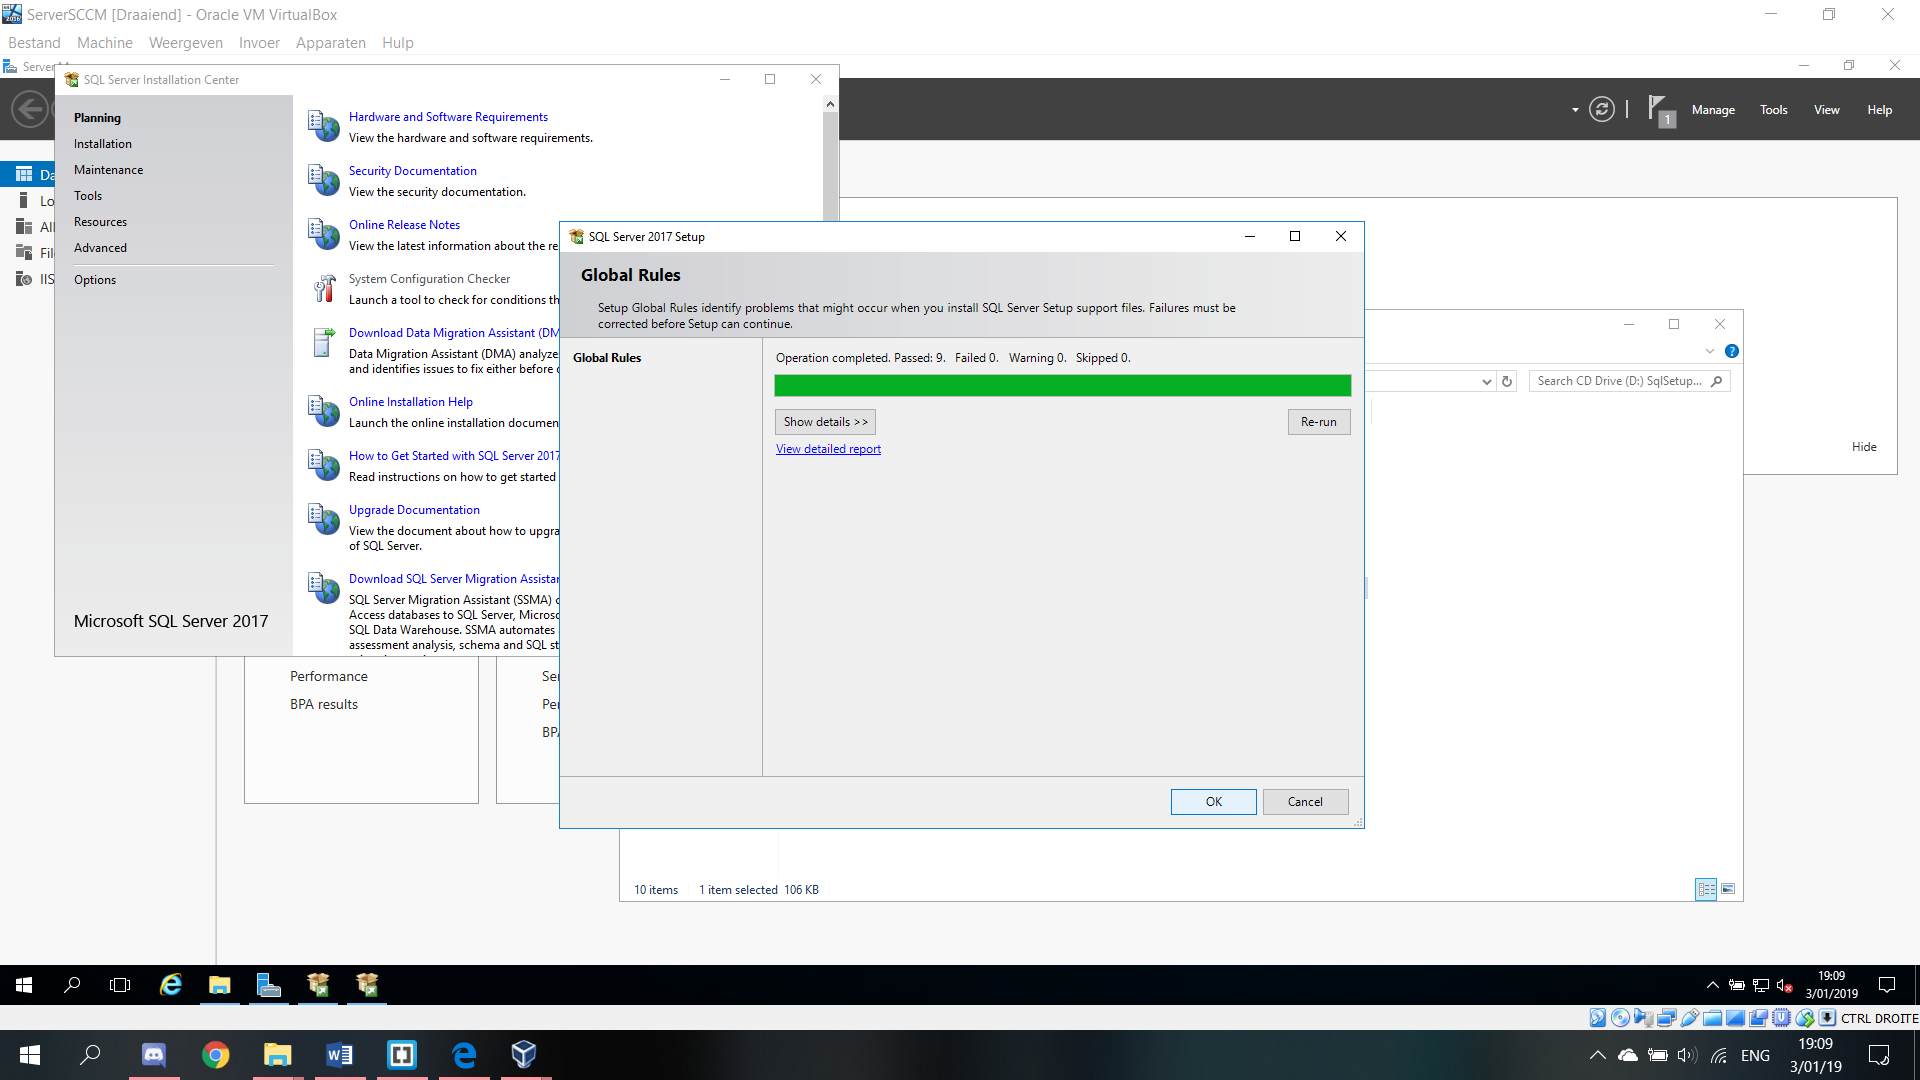 ServerSCCM [Draaiend] - Oracle VM VirtualBox
Bestand Machine Weergeven Invoer Apparaten Hulp
Server
SQL Server Installation Center
1
Manage Tools View Help
Planning
Installation
Maintenance
Tools
Resources
Advanced
Options
Microsoft SQL Server 2017
Hardware and Software Requirements
View the hardware and software requirements.
Security Documentation
View the security documentation.
Online Release Notes
View the latest information about the re
System Configuration Checker
Launch a tool to check for conditions th
Download Data Migration Assistant (DM
Data Migration Assistant (DMA) analyze
and identifies issues to fix either before
Online Installation Help
Launch the online installation documen
How to Get Started with SQL Server 2017
Read instructions on how to get started
Upgrade Documentation
View the document about how to upgra
of SQL Server.
Download SQL Server Migration Assistan
SQL Server Migration Assistant (SSMA)
Access databases to SQL Server, Microso
SQL Data Warehouse. SSMA automates
assessment analysis, schema and SQL st
Da
Lo
All
File
IIS
SQL Server 2017 Setup
Global Rules
Setup Global Rules identify problems that might occur when you install SQL Server Setup support files. Failures must be
corrected before Setup can continue.
Global Rules
Operation completed. Passed: 9. Failed 0. Warning 0. Skipped 0.
Show details >>
Re-run
View detailed report
OK
Cancel
Search CD Drive (D:) SqlSetup...
Hide
Performance
BPA results
Ser
Per
BPA
10 items 1 item selected 106 KB
19:09
3/01/2019
CTRL DROITE
ENG
19:09
3/01/19